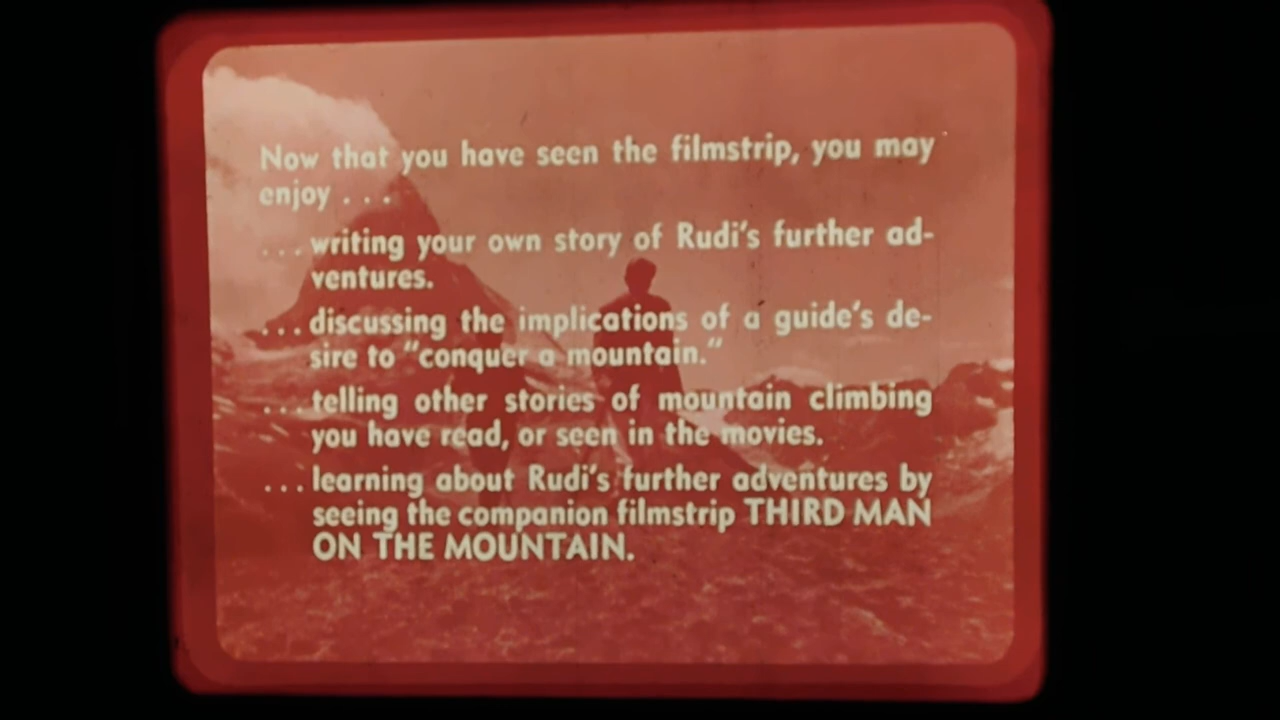 Now that you have seen the filmstrip, you may
enjoy . . .
. . . writing your own story of Rudi's further ad-
ventures.
. . . discussing the implications of a guide's de-
sire to "conquer a mountain."
. . . telling other stories of mountain climbing
you have read, or seen in the movies.
. . . learning about Rudi's further adventures by
seeing the companion filmstrip THIRD MAN
ON THE MOUNTAIN.